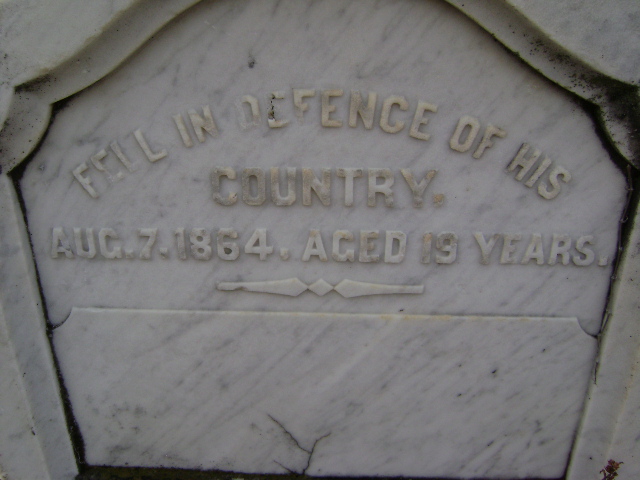 FELL IN DEFENCE OF HIS
COUNTRY.
AUG. 7. 1864. AGED 19 YEARS.